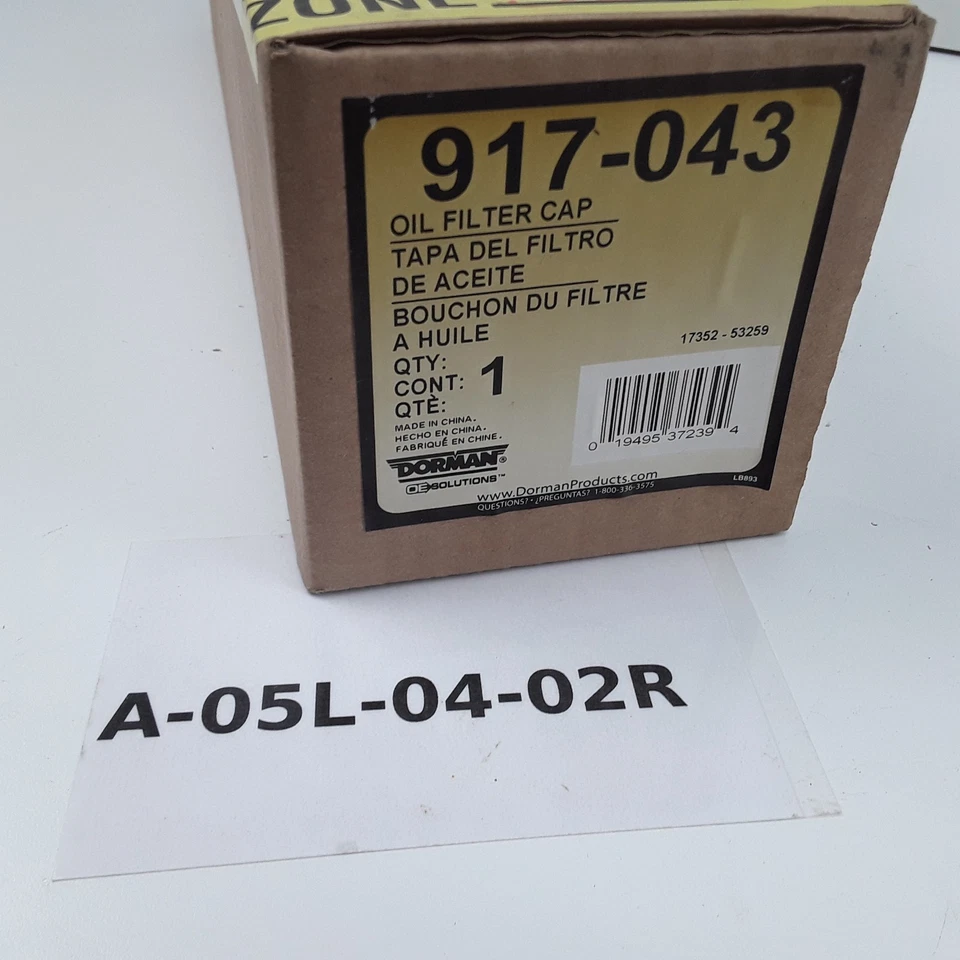 ZONE
917-043
OIL FILTER CAP
TAPA DEL FILTRO
DE ACEITE
BOUCHON DU FILTRE
A HUILE
17352 - 53259
QTY:
CONT: 1
QTÈ:
MADE IN CHINA.
HECHO EN CHINA.
FABRIQUÉ EN CHINE.
0 19495 37239 4
DORMAN®
OE SOLUTIONS™
www.DormanProducts.com
QUESTIONS? · ¿PREGUNTAS? 1-800-336-3575
LB893
A-05L-04-02R